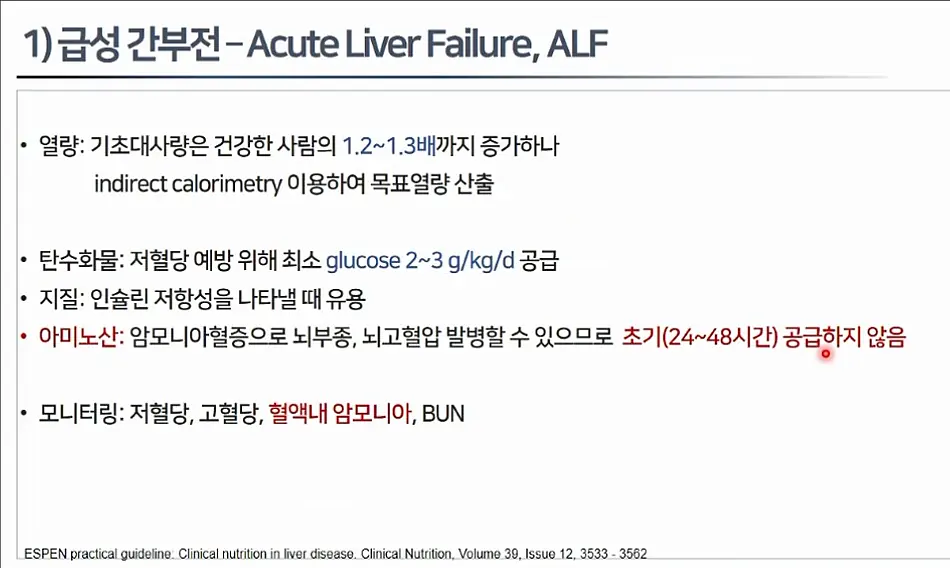 1) 급성 간부전 – Acute Liver Failure, ALF
• 열량: 기초대사량은 건강한 사람의 1.2~1.3배까지 증가하나
indirect calorimetry 이용하여 목표열량 산출
• 탄수화물: 저혈당 예방 위해 최소 glucose 2~3 g/kg/d 공급
• 지질: 인슐린 저항성을 나타낼 때 유용
• 아미노산: 암모니아혈증으로 뇌부종, 뇌고혈압 발병할 수 있으므로 초기(24~48시간) 공급하지 않음
• 모니터링: 저혈당, 고혈당, 혈액내 암모니아, BUN
ESPEN practical guideline: Clinical nutrition in liver disease. Clinical Nutrition, Volume 39, Issue 12, 3533 - 3562